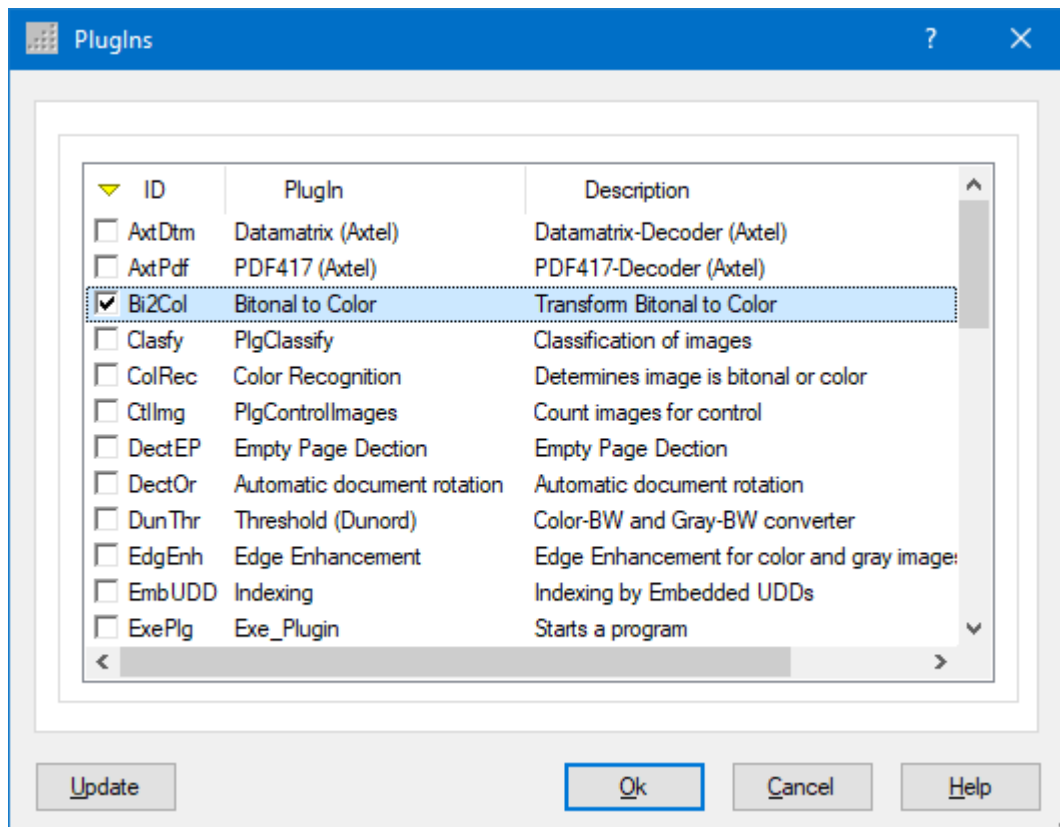 PlugIns ?
ID PlugIn Description
AxtDtm Datamatrix (Axtel) Datamatrix-Decoder (Axtel)
AxtPdf PDF417 (Axtel) PDF417-Decoder (Axtel)
Bi2Col Bitonal to Color Transform Bitonal to Color
Clasfy PlgClassify Classification of images
ColRec Color Recognition Determines image is bitonal or color
CtlImg PlgControlImages Count images for control
DectEP Empty Page Dection Empty Page Dection
DectOr Automatic document rotation Automatic document rotation
DunThr Threshold (Dunord) Color-BW and Gray-BW converter
EdgEnh Edge Enhancement Edge Enhancement for color and gray images
EmbUDD Indexing Indexing by Embedded UDDs
ExePlg Exe_Plugin Starts a program
Update Ok Cancel Help